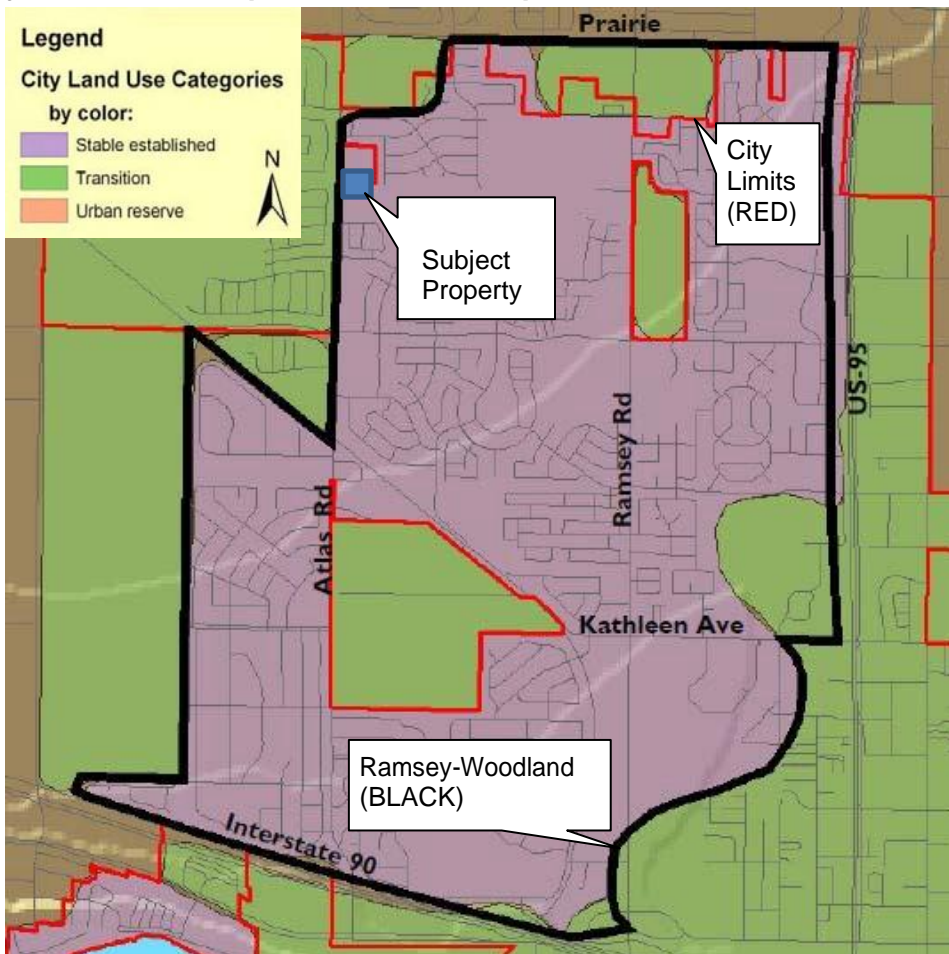 Prairie
Legend
City Land Use Categories
by color:
Stable established
Transition
Urban reserve
N
City
Limits
(RED)
Subject
Property
US-95
Ramsey Rd
Atlas Rd
Kathleen Ave
Ramsey-Woodland
(BLACK)
Interstate 90